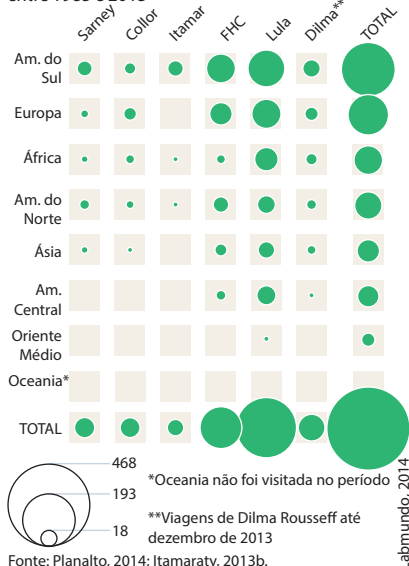 entre 1985 e 2013
Sarney
Collor
Itamar
FHC
Lula
Dilma**
TOTAL
Am. do
Sul
Europa
África
Am. do
Norte
Ásia
Am.
Central
Oriente
Médio
Oceania*
TOTAL
468
193
18
*Oceania não foi visitada no período
**Viagens de Dilma Rousseff até
dezembro de 2013
Fonte: Planalto, 2014; Itamaraty, 2013b.
abmundo, 2014